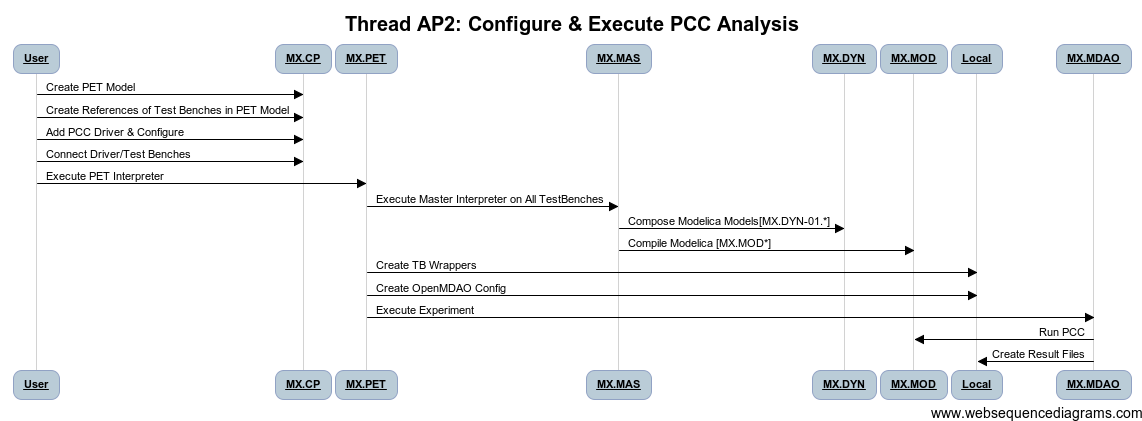 Thread AP2: Configure & Execute PCC Analysis
User MX.CP MX.PET MX.MAS MX.DYN MX.MOD Local MX.MDAO
Create PET Model
Create References of Test Benches in PET Model
Add PCC Driver & Configure
Connect Driver/Test Benches
Execute PET Interpreter
Execute Master Interpreter on All TestBenches
Compose Modelica Models[MX.DYN-01.*]
Compile Modelica [MX.MOD*]
Create TB Wrappers
Create OpenMDAO Config
Execute Experiment
Run PCC
Create Result Files
User MX.CP MX.PET MX.MAS MX.DYN MX.MOD Local MX.MDAO
www.websequencediagrams.com